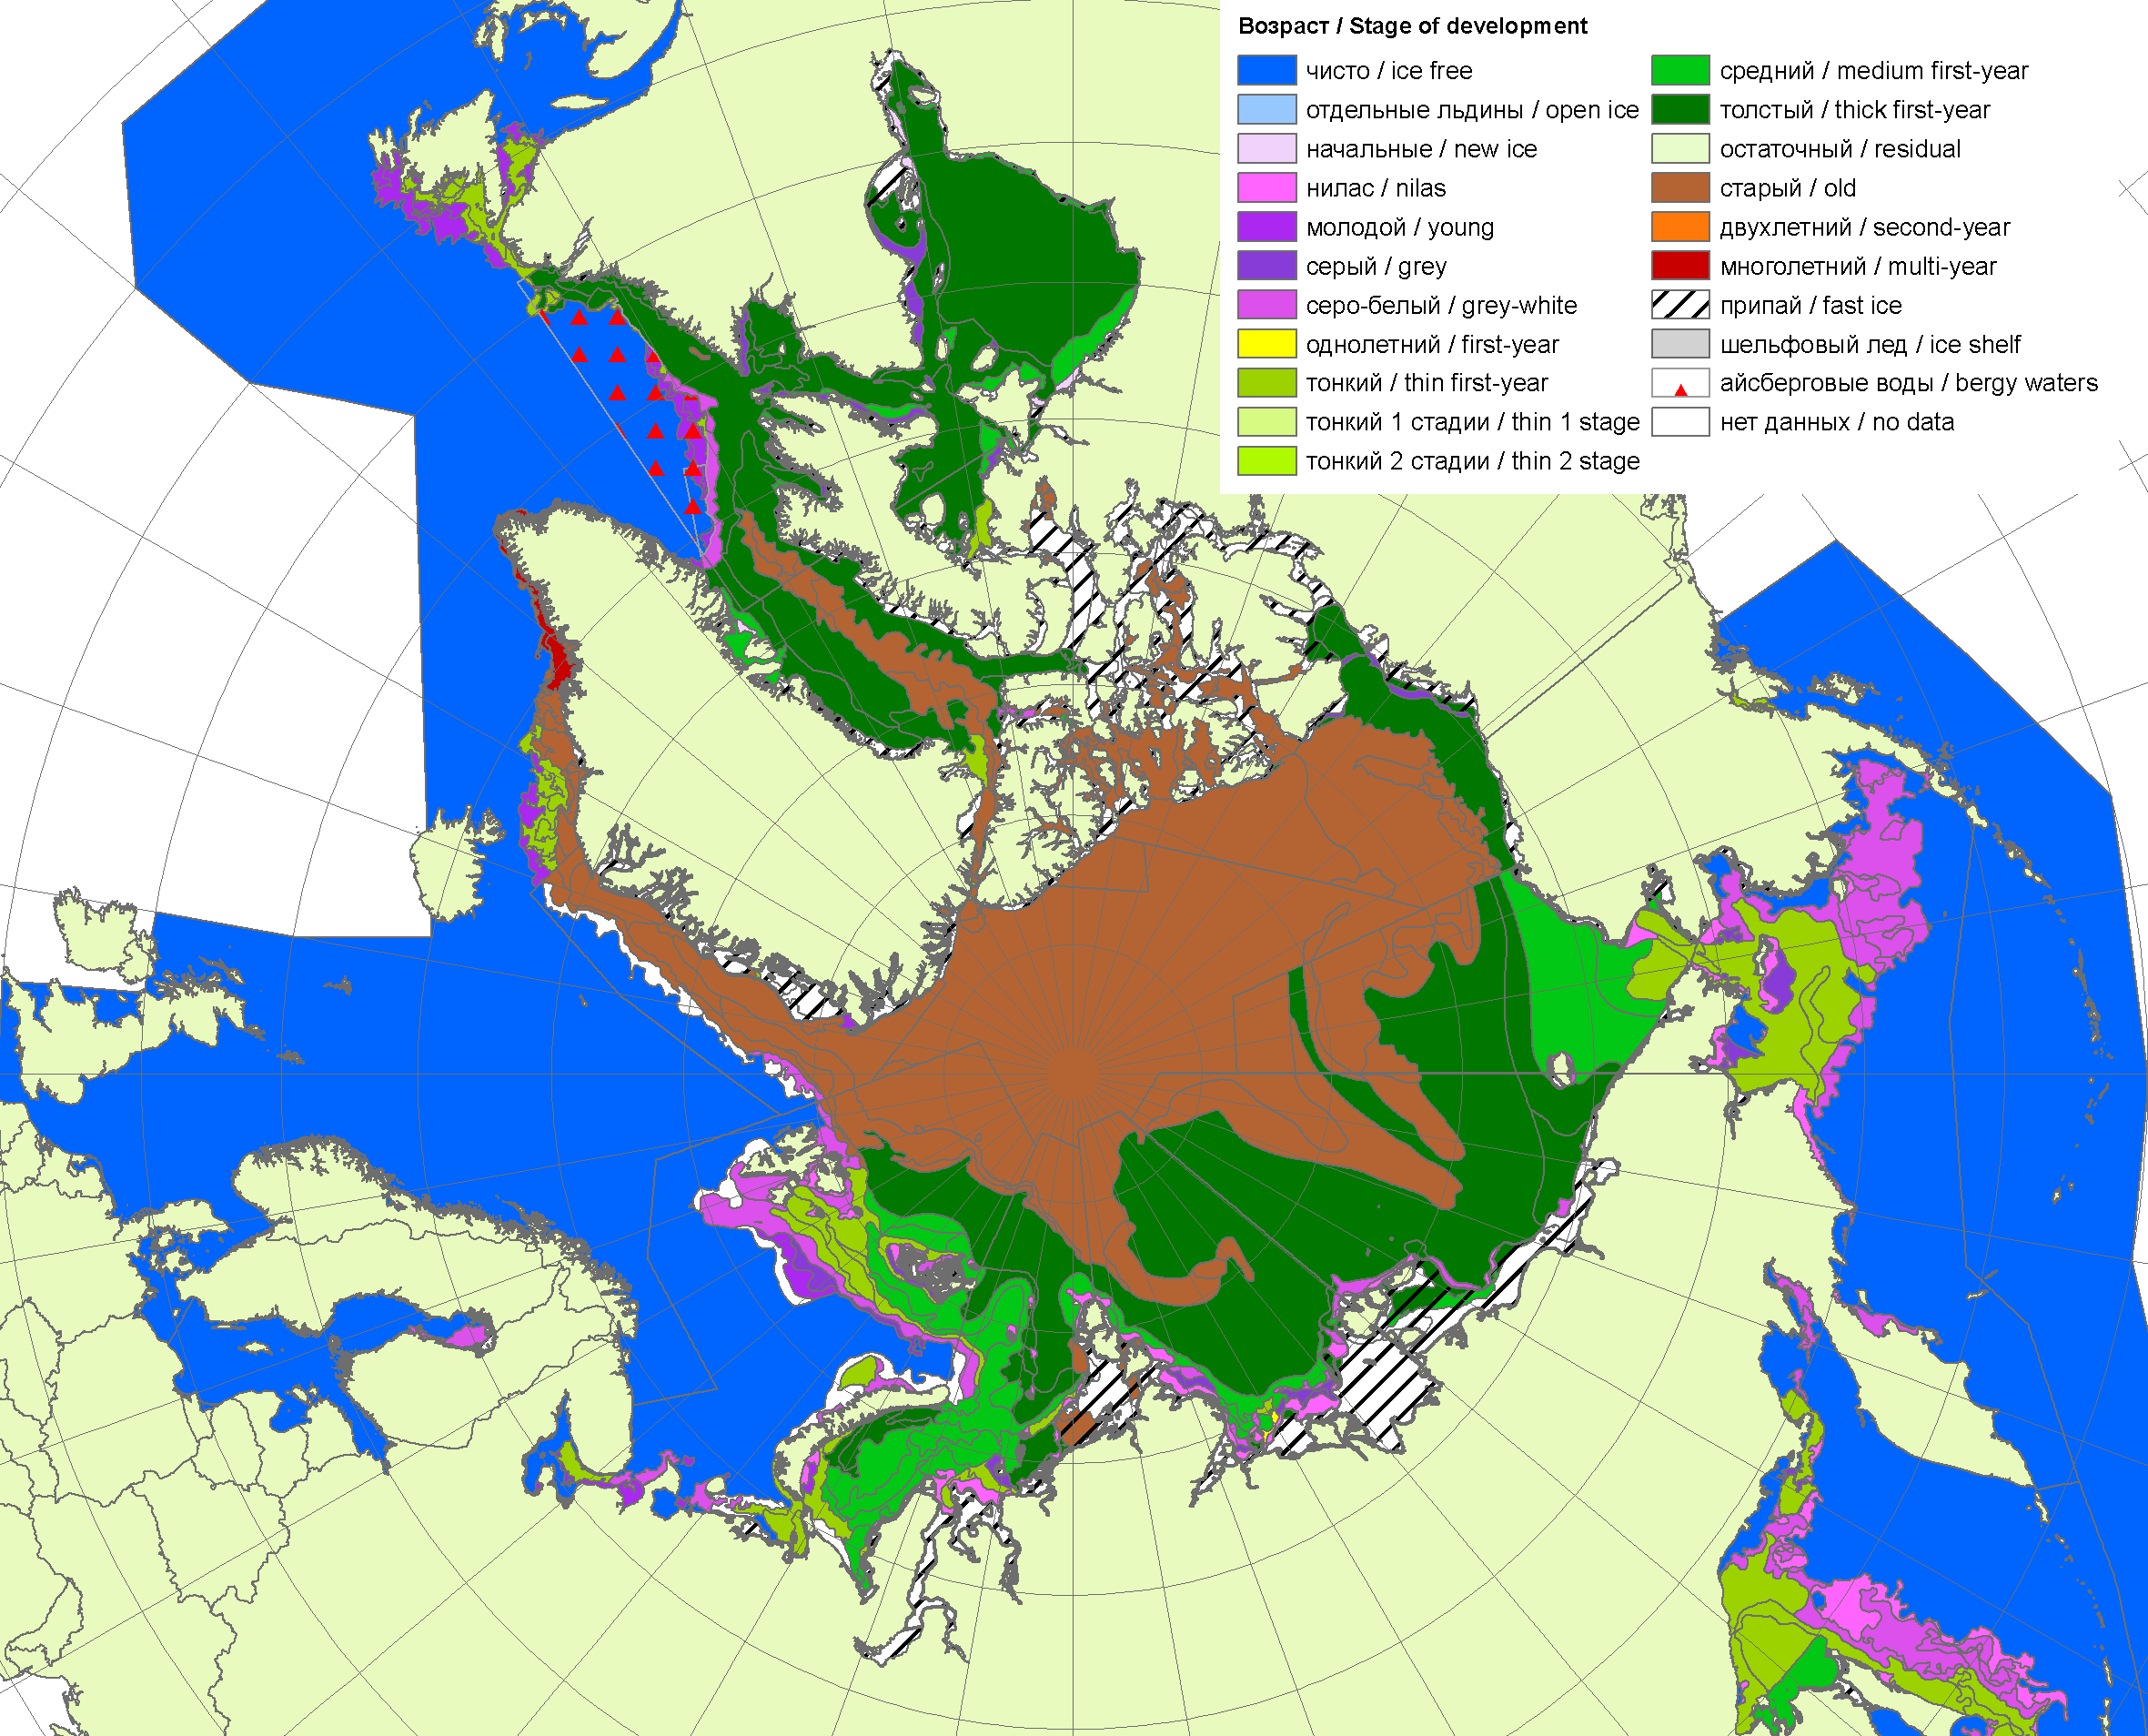 Возраст / Stage of development
чисто / ice free
отдельные льдины / open ice
начальные / new ice
нилас / nilas
молодой / young
серый / grey
серо-белый / grey-white
однолетний / first-year
тонкий / thin first-year
тонкий 1 стадии / thin 1 stage
тонкий 2 стадии / thin 2 stage
средний / medium first-year
толстый / thick first-year
остаточный / residual
старый / old
двухлетний / second-year
многолетний / multi-year
припай / fast ice
шельфовый лед / ice shelf
айсберговые воды / bergy waters
нет данных / no data